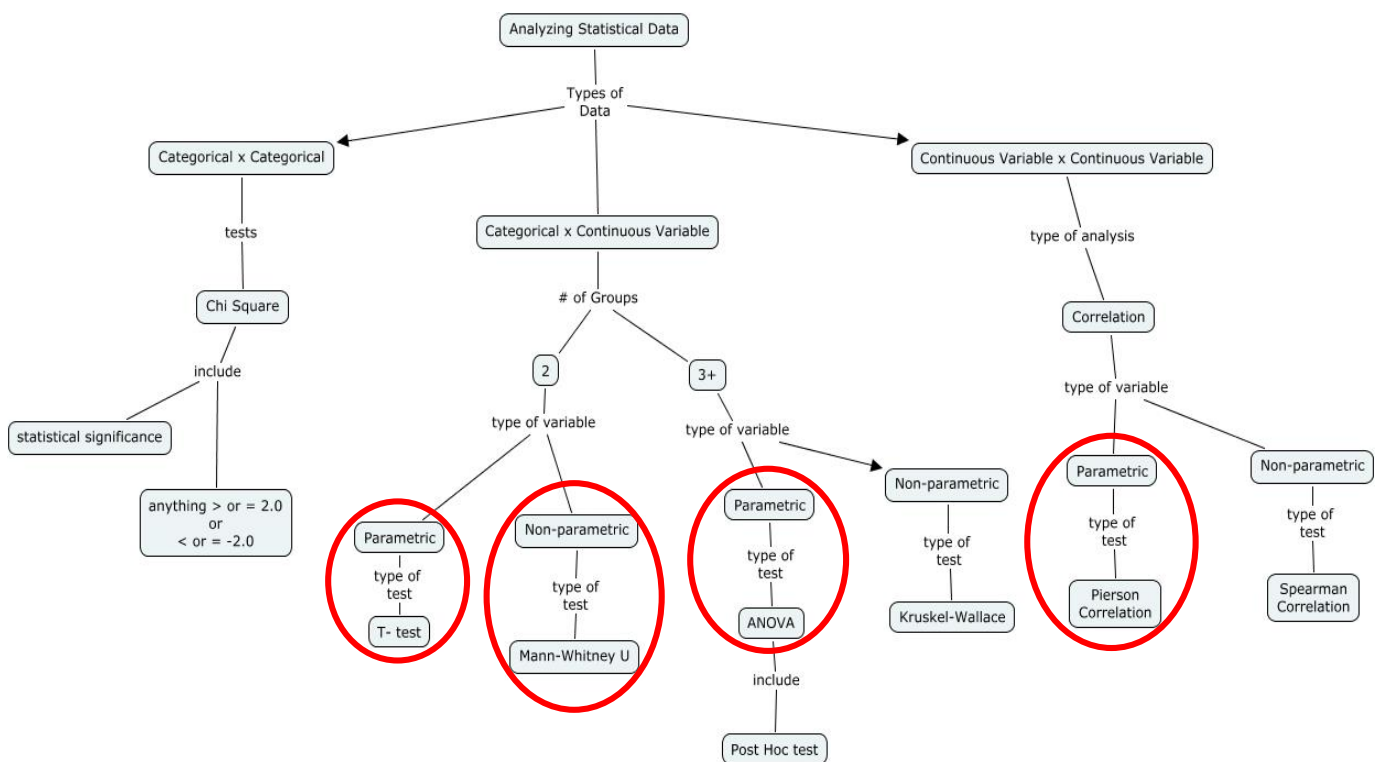 Analyzing Statistical Data
Types of
Data
Categorical x Categorical
Continuous Variable x Continuous Variable
tests
Categorical x Continuous Variable
type of analysis
Chi Square
# of Groups
Correlation
include
2
3+
type of variable
statistical significance
type of variable
type of variable
anything > or = 2.0
or
< or = -2.0
Parametric
type of
test
T- test
Non-parametric
type of
test
Mann-Whitney U
Parametric
type of
test
ANOVA
include
Post Hoc test
Non-parametric
type of
test
Kruskel-Wallace
Parametric
type of
test
Pierson
Correlation
Non-parametric
type of
test
Spearman
Correlation